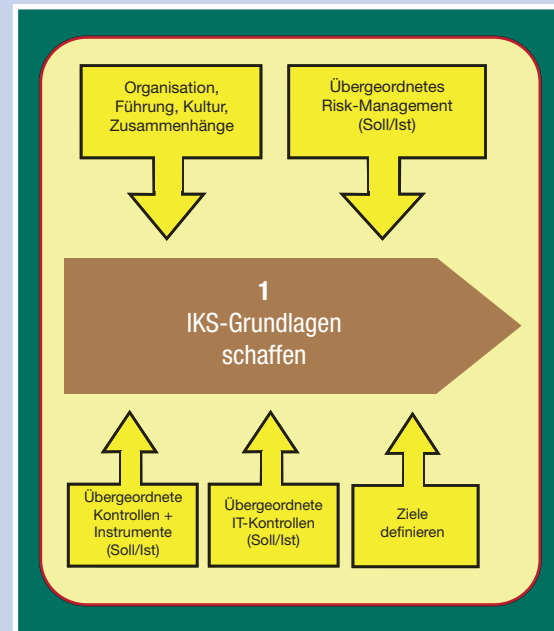 Organisation,
Führung, Kultur,
Zusammenhänge
Übergeordnetes
Risk-Management
(Soll/Ist)
1
IKS-Grundlagen
schaffen
Übergeordnete
Kontrollen +
Instrumente
(Soll/Ist)
Übergeordnete
IT-Kontrollen
(Soll/Ist)
Ziele
definieren